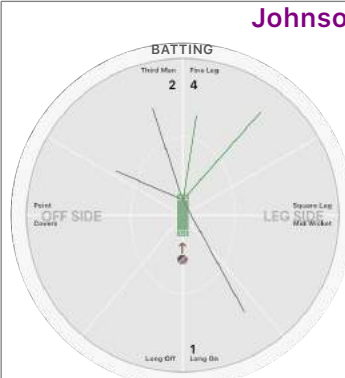 Johnso
BATTING
Third Man Fine Leg
2 4
Point Square Leg
OFF SIDE LEG SIDE
Covers Mid Wicket
1
Long Off Long On